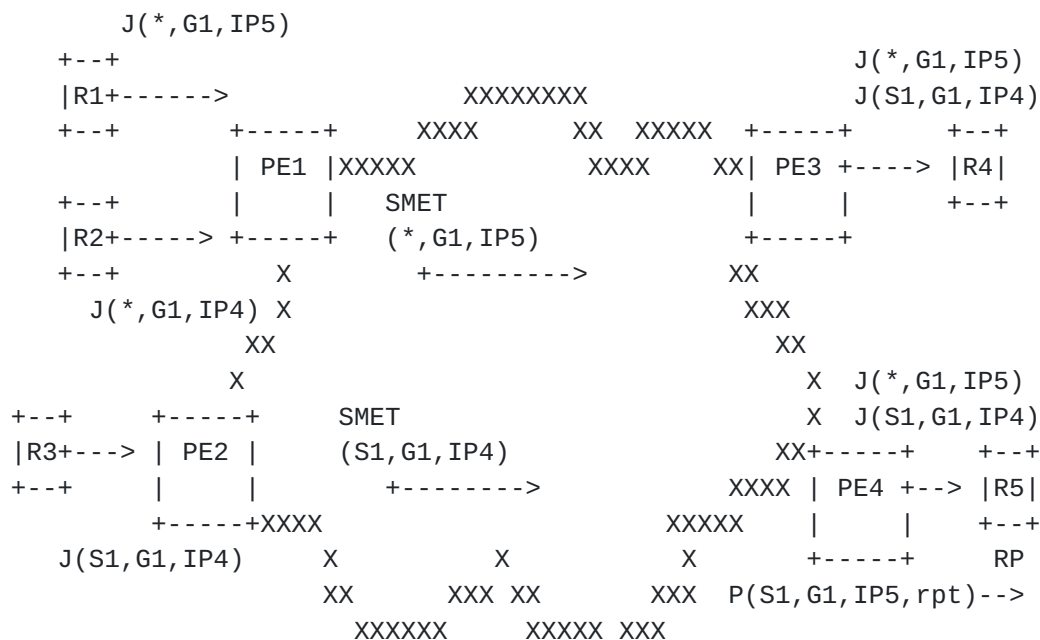 J(*,G1,IP5)
    +--+                                                J(*,G1,IP5)
    |R1+------>                 XXXXXXXX                J(S1,G1,IP4)
    +--+       +-----+     XXXX      XX  XXXXX  +-----+      +--+
               | PE1 |XXXXX           XXXX    XX| PE3 +----> |R4|
    +--+       |     |   SMET                   |     |      +--+
    |R2+-----> +-----+   (*,G1,IP5)             +-----+
    +--+          X        +--------->         XX
      J(*,G1,IP4) X                             XXX
                XX                                XX
               X                                    X  J(*,G1,IP5)
 +--+     +-----+     SMET                          X  J(S1,G1,IP4)
 |R3+---> | PE2 |     (S1,G1,IP4)                 XX+-----+    +--+
 +--+     |     |        +-------->            XXXX | PE4 +--> |R5|
          +-----+XXXX                      XXXXX    |     |    +--+
    J(S1,G1,IP4)     X          X           X       +-----+     RP
                     XX      XXX XX       XXX  P(S1,G1,IP5,rpt)-->
                       XXXXXX     XXXXX XXX